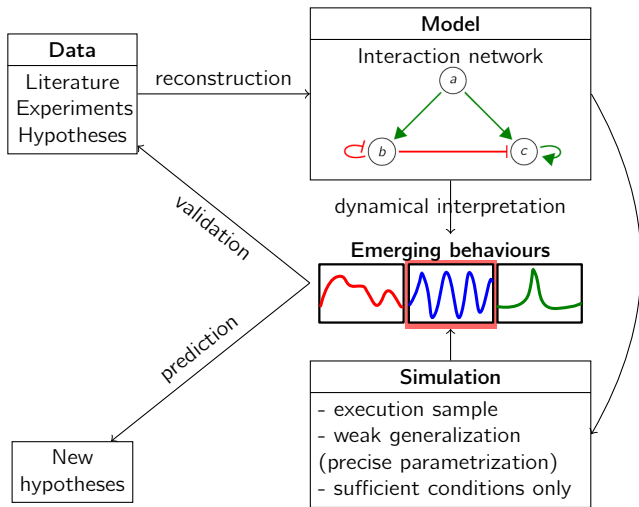 Data
Literature
Experiments
Hypotheses
reconstruction
Model
Interaction network
a
b
c
dynamical interpretation
validation
Emerging behaviours
prediction
Simulation
- execution sample
- weak generalization
(precise parametrization)
- sufficient conditions only
New
hypotheses